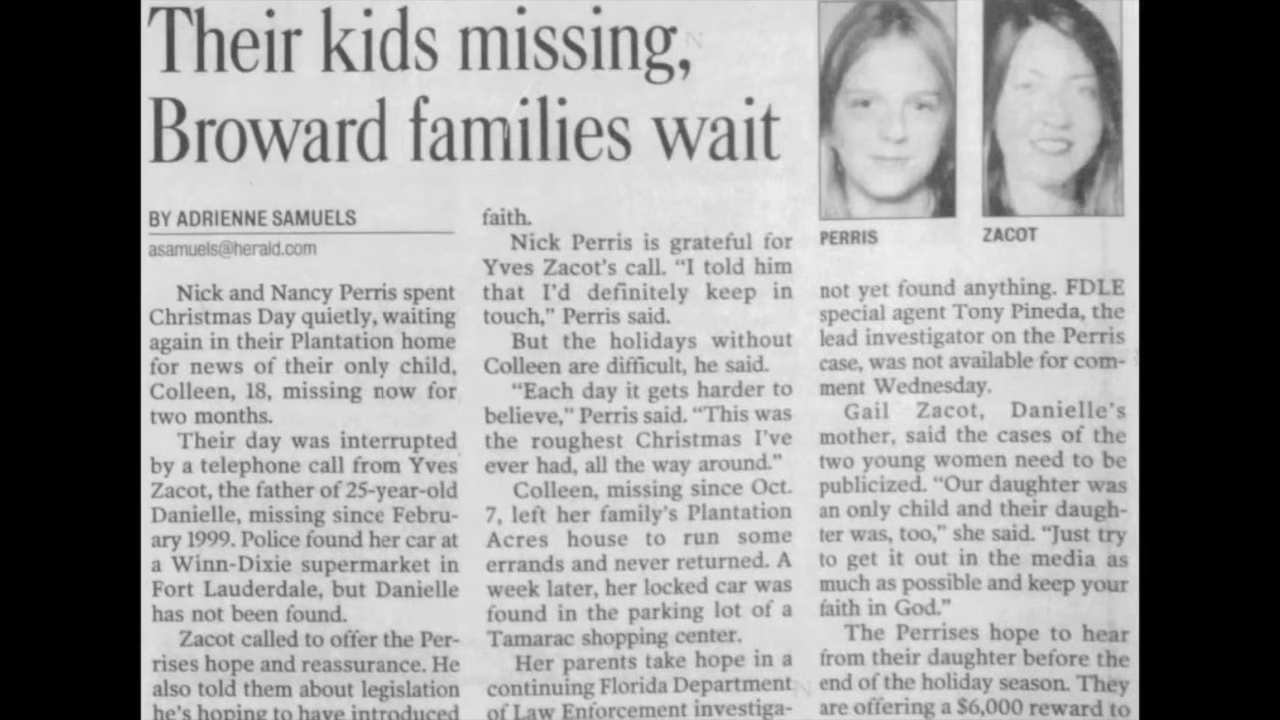 Their kids missing,
Broward families wait
BY ADRIENNE SAMUELS
asamuels@herald.com
Nick and Nancy Perris spent
Christmas Day quietly, waiting
again in their Plantation home
for news of their only child,
Colleen, 18, missing now for
two months.
Their day was interrupted
by a telephone call from Yves
Zacot, the father of 25-year-old
Danielle, missing since Febru-
ary 1999. Police found her car at
a Winn-Dixie supermarket in
Fort Lauderdale, but Danielle
has not been found.
Zacot called to offer the Per-
rises hope and reassurance. He
also told them about legislation
he's hoping to have introduced
faith.
Nick Perris is grateful for
Yves Zacot's call. “I told him
that I'd definitely keep in
touch,” Perris said.
But the holidays without
Colleen are difficult, he said.
“Each day it gets harder to
believe,” Perris said. “This was
the roughest Christmas I've
ever had, all the way around.”
Colleen, missing since Oct.
7, left her family's Plantation
Acres house to run some
errands and never returned. A
week later, her locked car was
found in the parking lot of a
Tamarac shopping center.
Her parents take hope in a
continuing Florida Department
of Law Enforcement investiga-
PERRIS
ZACOT
not yet found anything. FDLE
special agent Tony Pineda, the
lead investigator on the Perris
case, was not available for com-
ment Wednesday.
Gail Zacot, Danielle's
mother, said the cases of the
two young women need to be
publicized. “Our daughter was
an only child and their daugh-
ter was, too,” she said. “Just try
to get it out in the media as
much as possible and keep your
faith in God.”
The Perrises hope to hear
from their daughter before the
end of the holiday season. They
are offering a $6,000 reward to